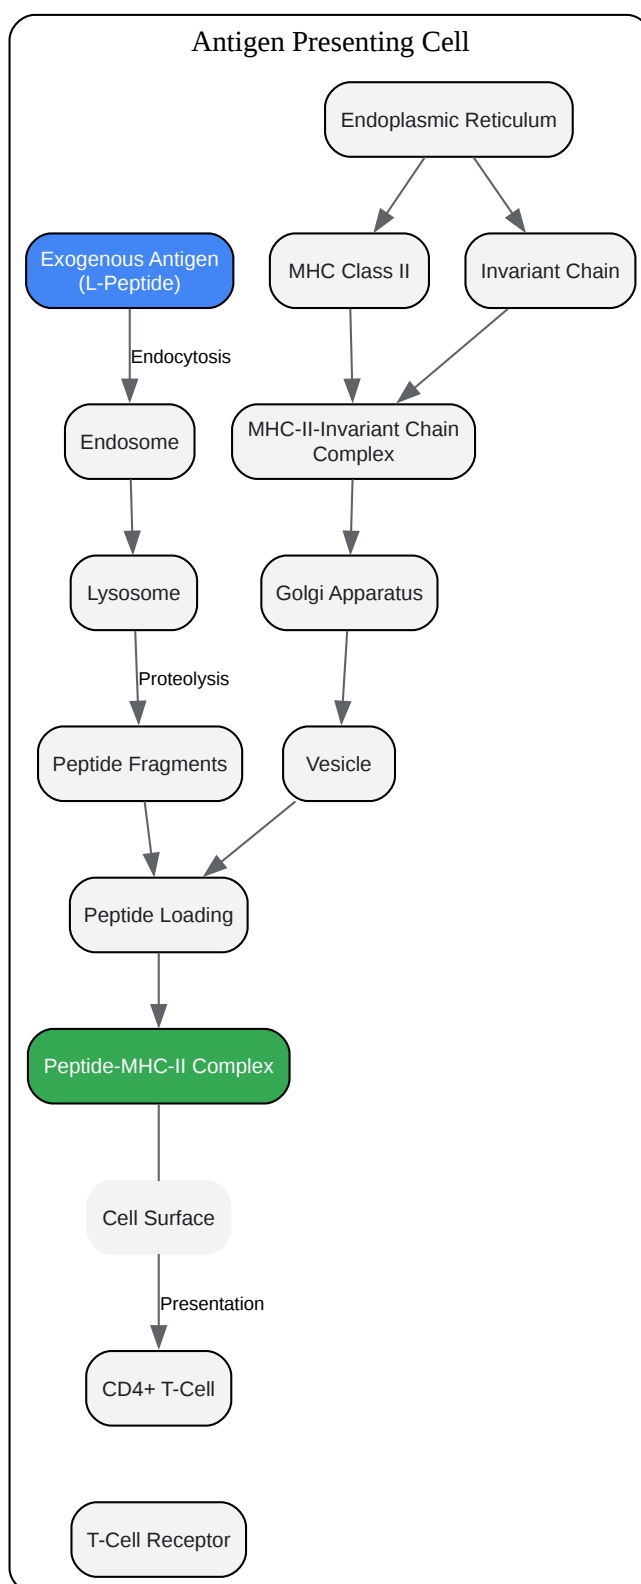 Antigen Presenting Cell
Endoplasmic Reticulum
Exogenous Antigen
(L-Peptide)
MHC Class II
Invariant Chain
Endocytosis
Endosome
MHC-II-Invariant Chain
Complex
Lysosome
Golgi Apparatus
Proteolysis
Peptide Fragments
Vesicle
Peptide Loading
Peptide-MHC-II Complex
Cell Surface
Presentation
CD4+ T-Cell
T-Cell Receptor